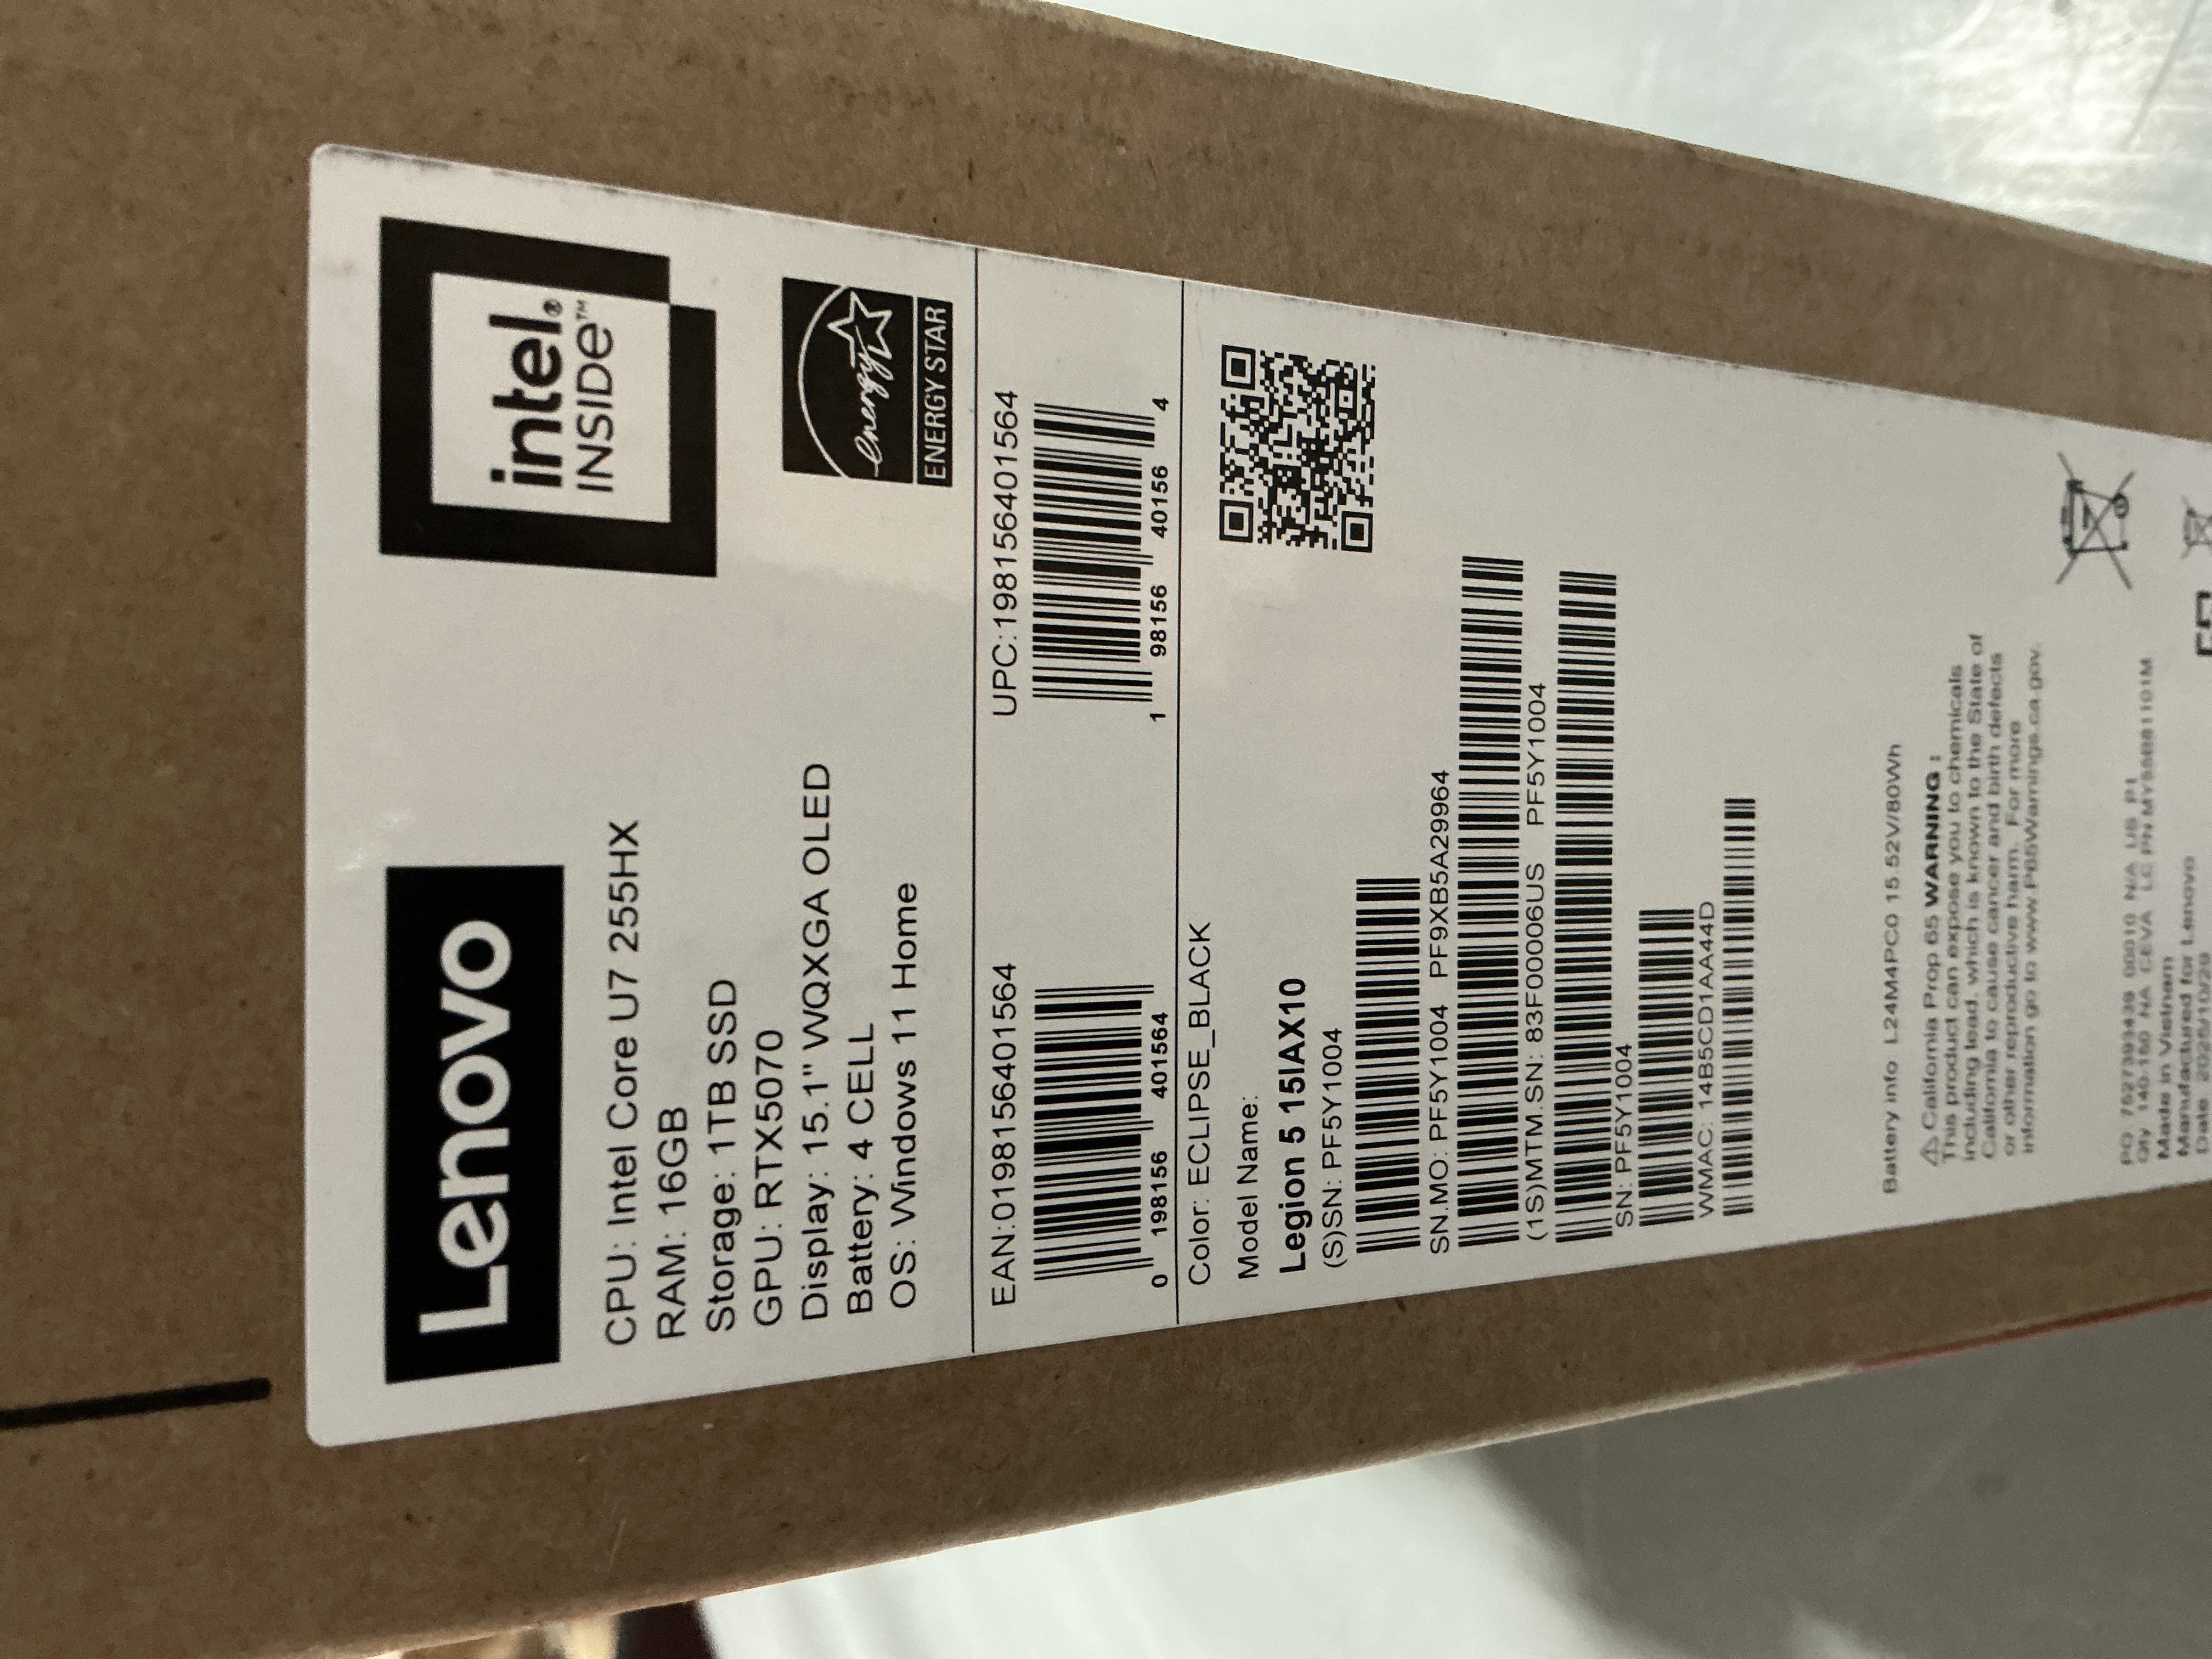 Lenovo
intel®
INSIDE™
CPU: Intel Core U7 255HX
RAM: 16GB
Storage: 1TB SSD
GPU: RTX5070
Display: 15.1" WQXGA OLED
Battery: 4 CELL
OS: Windows 11 Home
energy
ENERGY STAR
EAN:0198156401564
0 198156 401564
UPC:198156401564
1 98156 40156 4
Color: ECLIPSE_BLACK
Model Name:
Legion 5 15IAX10
(S)SN: PF5Y1004
SN.MO: PF5Y1004 PF9XB5A29964
(1S)MTM.SN: 83F00006US PF5Y1004
SN: PF5Y1004
WMAC: 14B5CD1AA44D
Battery info L24M4PC0 15.52V/80Wh
⚠ California Prop 65 WARNING :
This product can expose you to chemicals
including lead, which is known to the State of
California to cause cancer and birth defects
or other reproductive harm. For more
information go to www.P65Warnings.ca.gov.
Made in Vietnam
Manufactured for Lenovo